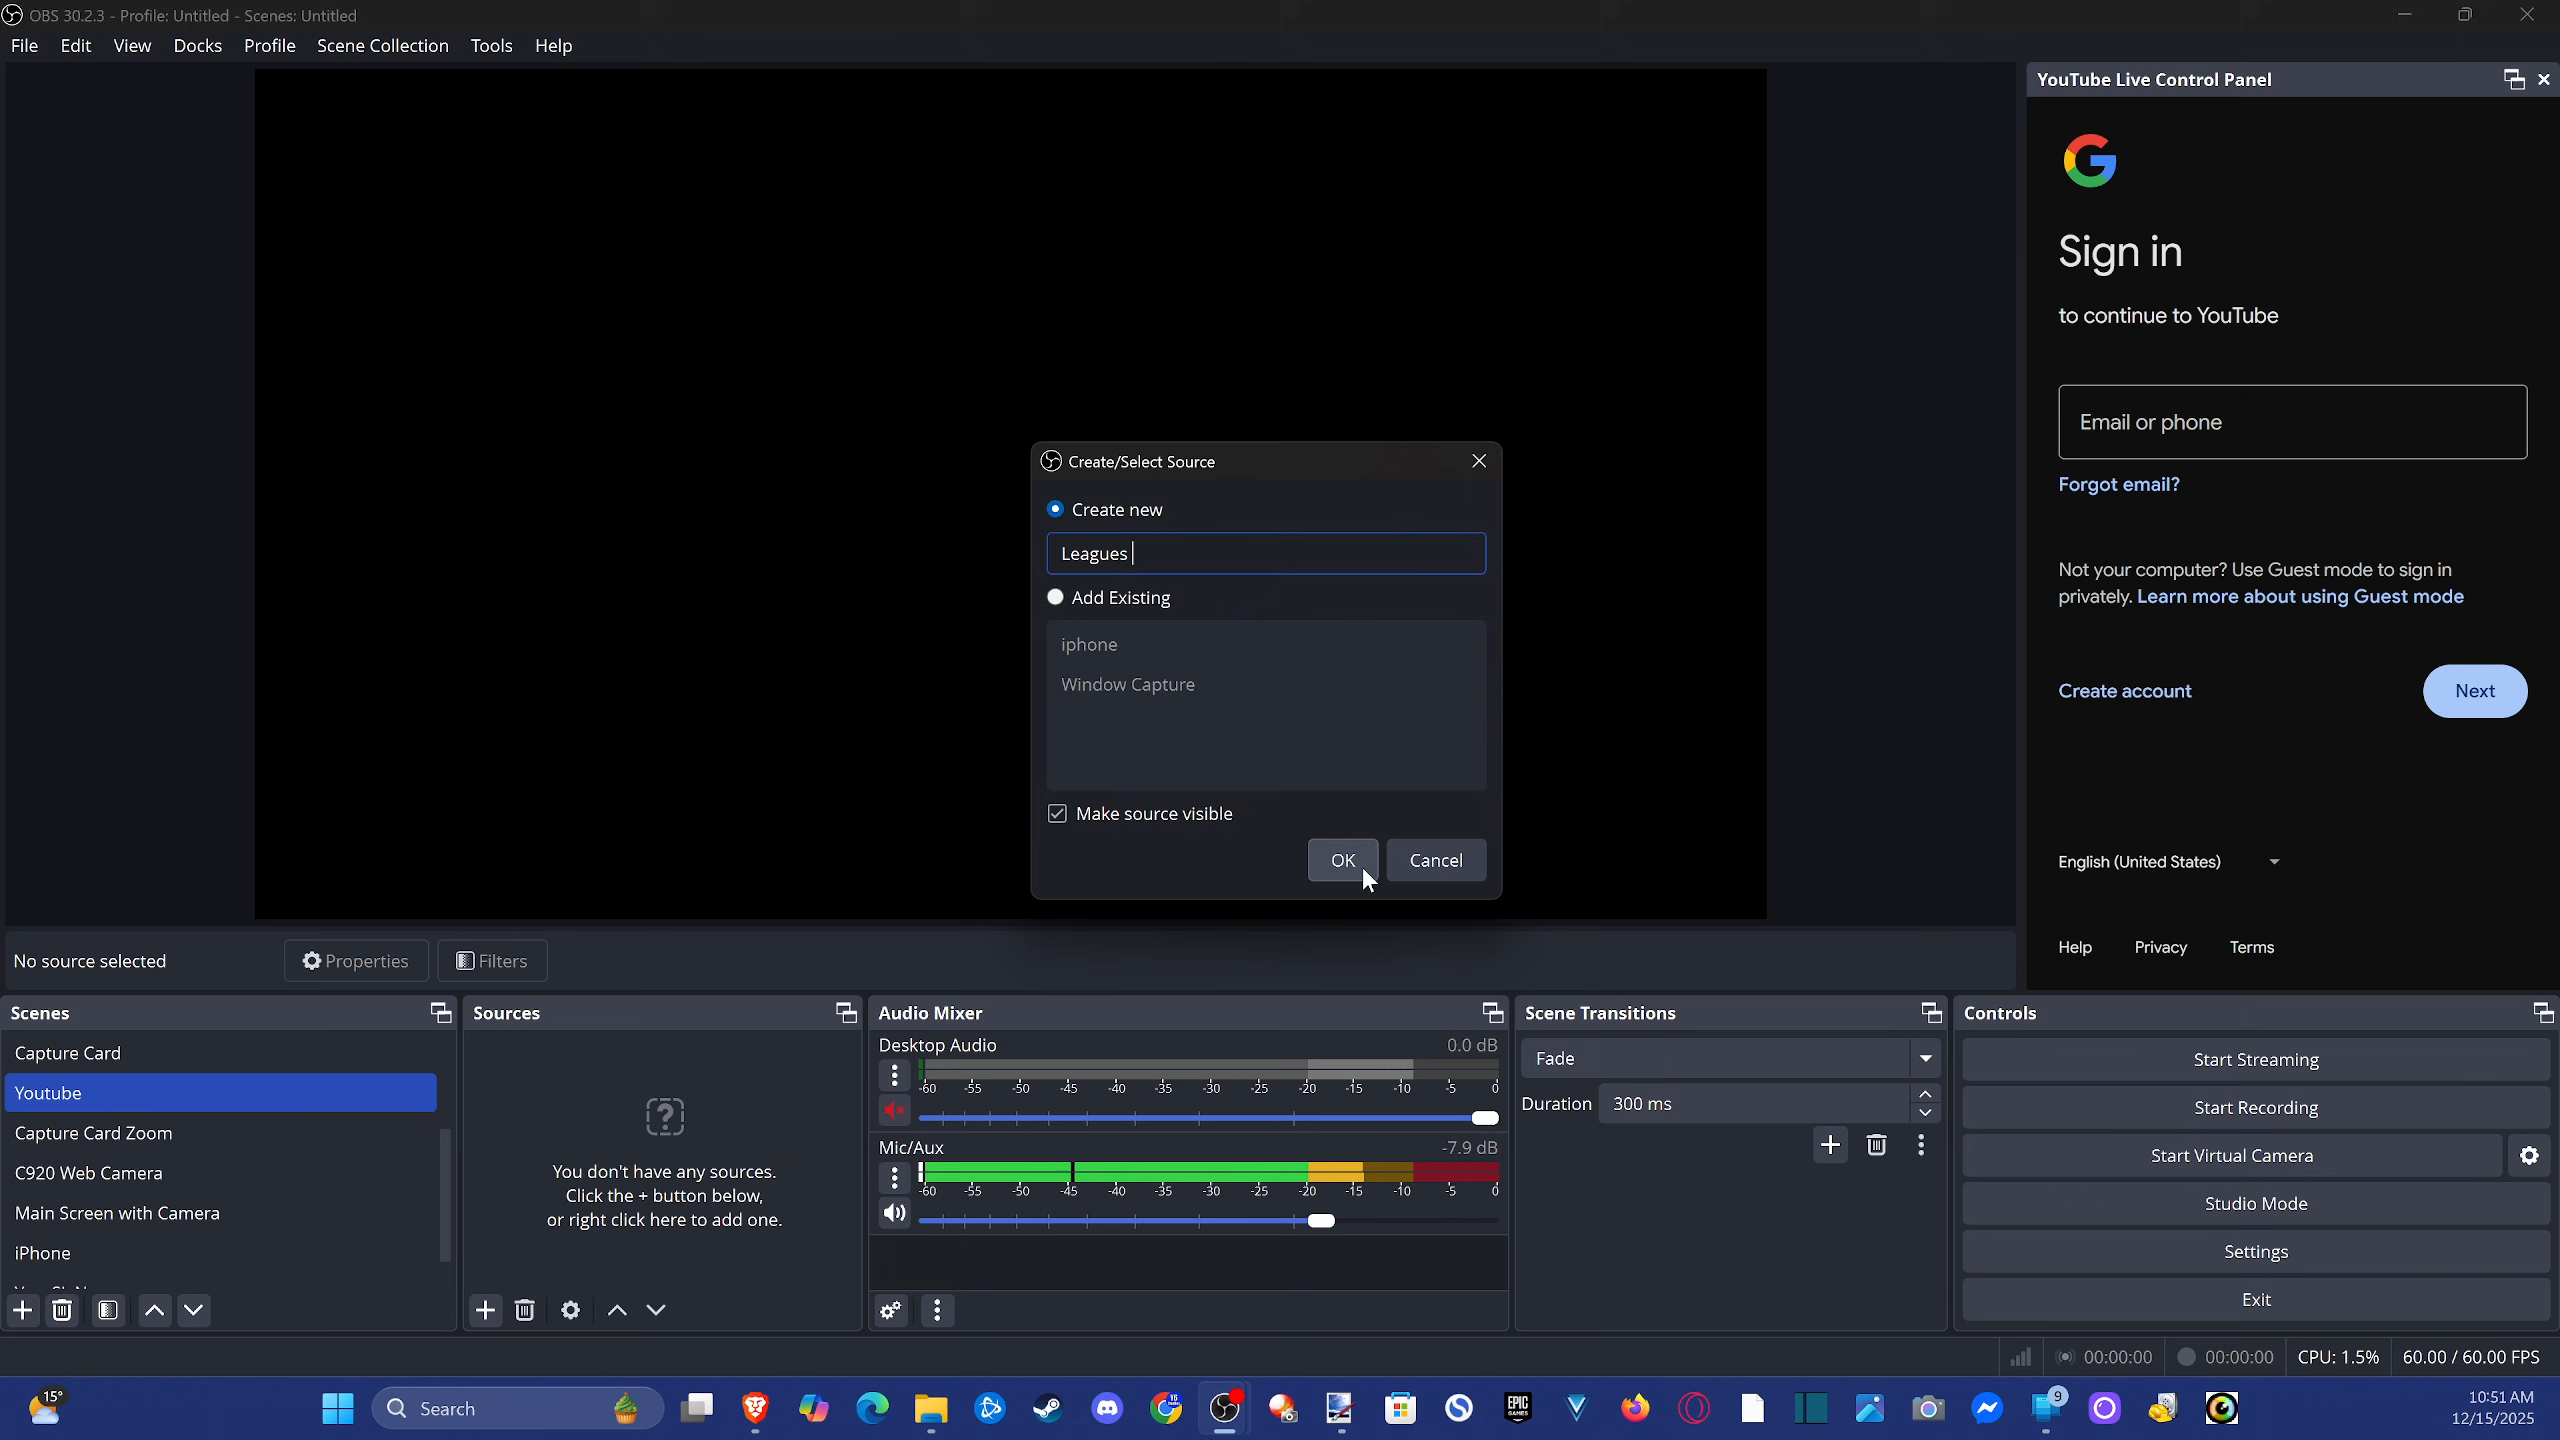 OBS 30.2.3 - Profile: Untitled - Scenes: Untitled
File Edit View Docks Profile Scene Collection Tools Help
YouTube Live Control Panel
Sign in
to continue to YouTube
Email or phone
Forgot email?
Not your computer? Use Guest mode to sign in
privately. Learn more about using Guest mode
Create account
Next
English (United States)
Help Privacy Terms
Create/Select Source
Create new
Leagues
Add Existing
iphone
Window Capture
Make source visible
OK Cancel
No source selected Properties Filters
Scenes
Capture Card
Youtube
Capture Card Zoom
C920 Web Camera
Main Screen with Camera
iPhone
Sources
You don't have any sources.
Click the + button below,
or right click here to add one.
Audio Mixer
Desktop Audio 0.0 dB
-60 -55 -50 -45 -40 -35 -30 -25 -20 -15 -10 -5 0
Mic/Aux -7.9 dB
-60 -55 -50 -45 -40 -35 -30 -25 -20 -15 -10 -5 0
Scene Transitions
Fade
Duration 300 ms
Controls
Start Streaming
Start Recording
Start Virtual Camera
Studio Mode
Settings
Exit
00:00:00 00:00:00 CPU: 1.5% 60.00 / 60.00 FPS
15°
Search
EPIC
GAMES
9
10:51 AM
12/15/2025